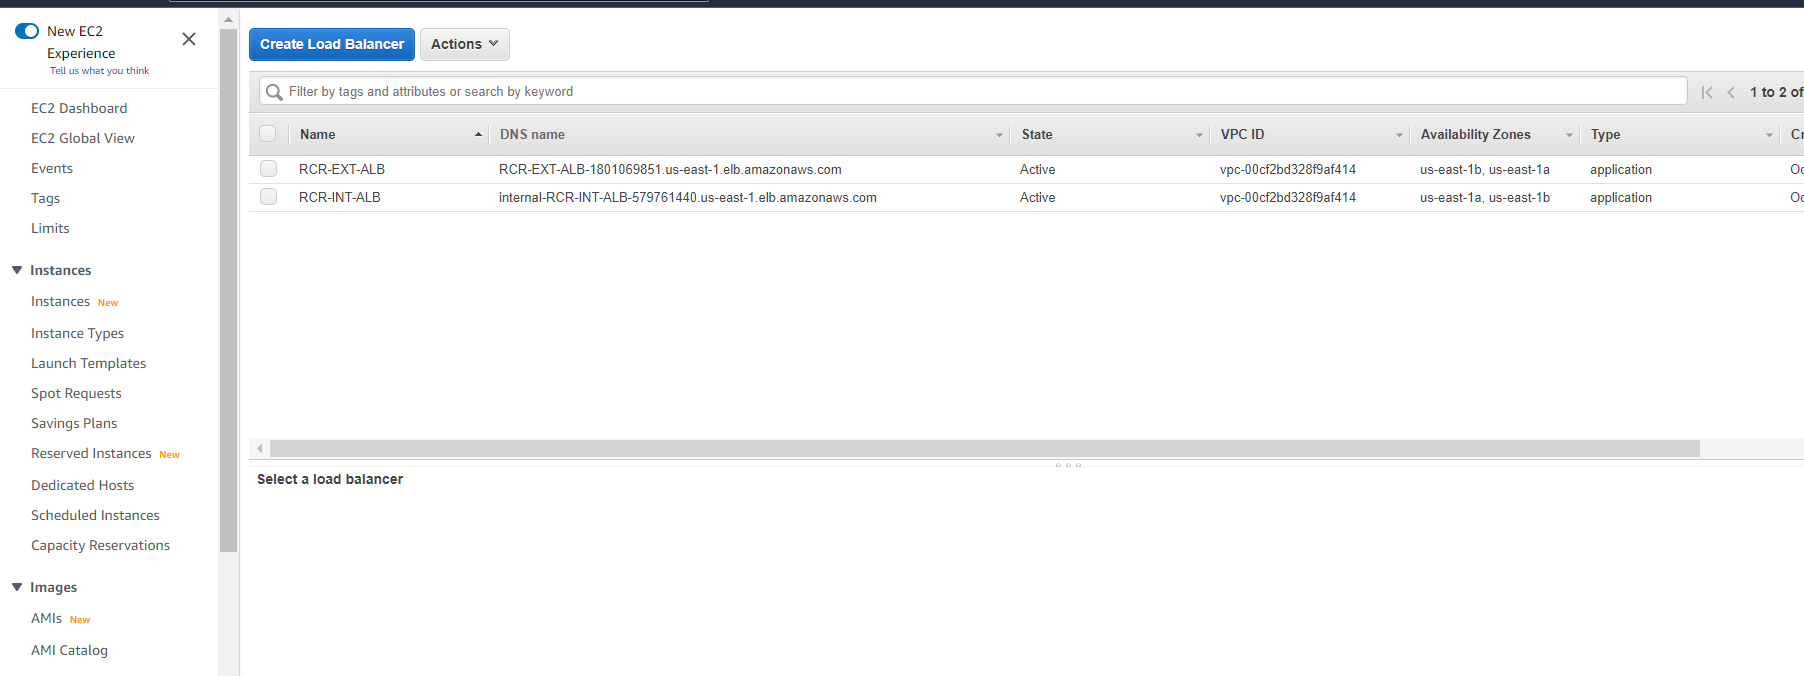 New EC2
Experience
Tell us what you think
EC2 Dashboard
EC2 Global View
Events
Tags
Limits
Instances
Instances New
Instance Types
Launch Templates
Spot Requests
Savings Plans
Reserved Instances New
Dedicated Hosts
Scheduled Instances
Capacity Reservations
Images
AMIs New
AMI Catalog
Create Load Balancer Actions
Filter by tags and attributes or search by keyword 1 to 2 of
Name DNS name State VPC ID Availability Zones Type Cr
RCR-EXT-ALB RCR-EXT-ALB-1801069851.us-east-1.elb.amazonaws.com Active vpc-00cf2bd328f9af414 us-east-1b, us-east-1a application Oc
RCR-INT-ALB internal-RCR-INT-ALB-579761440.us-east-1.elb.amazonaws.com Active vpc-00cf2bd328f9af414 us-east-1a, us-east-1b application Oc
Select a load balancer